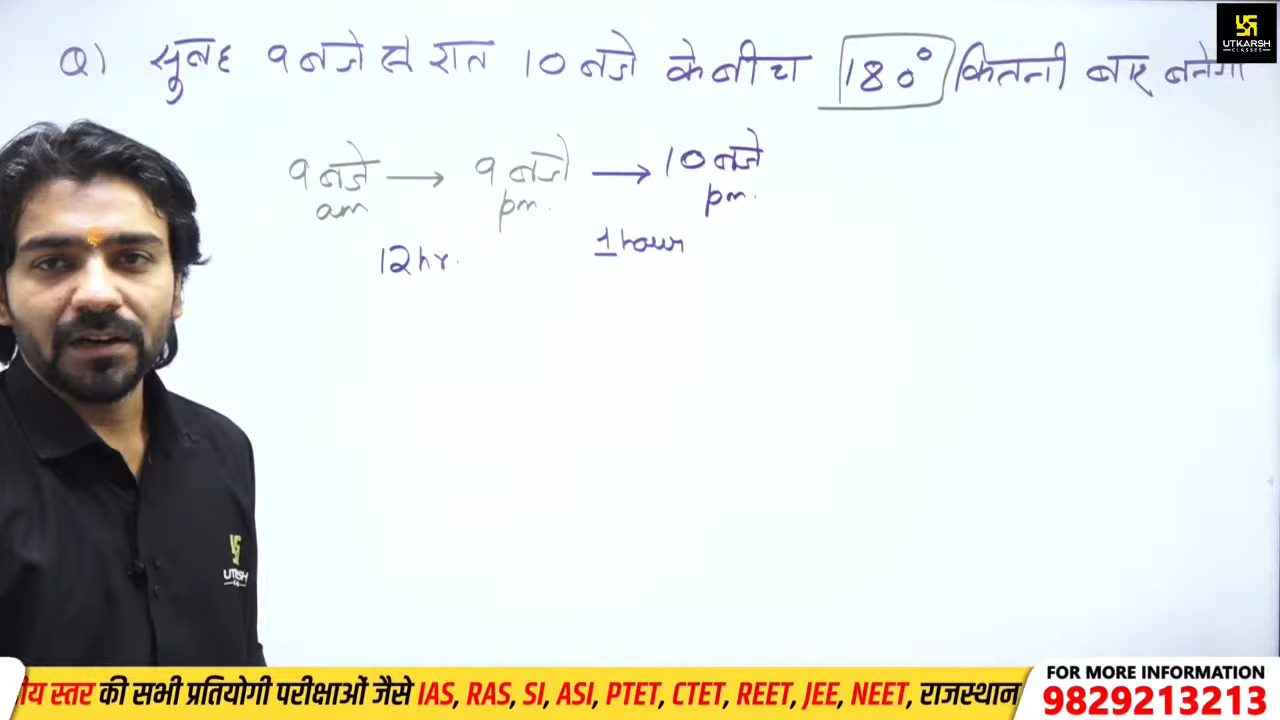 Q) सुबह 9 बजे से रात 10 बजे के बीच 180° कितनी बार बनेगा
UTKARSH
CLASSES
9 बजे → 9 बजे → 10 बजे
am pm. pm.
12 hr. 1 hour
UTKARSH
FOR MORE INFORMATION
ीय स्तर की सभी प्रतियोगी परीक्षाओं जैसे IAS, RAS, SI, ASI, PTET, CTET, REET, JEE, NEET, राजस्थान
9829213213